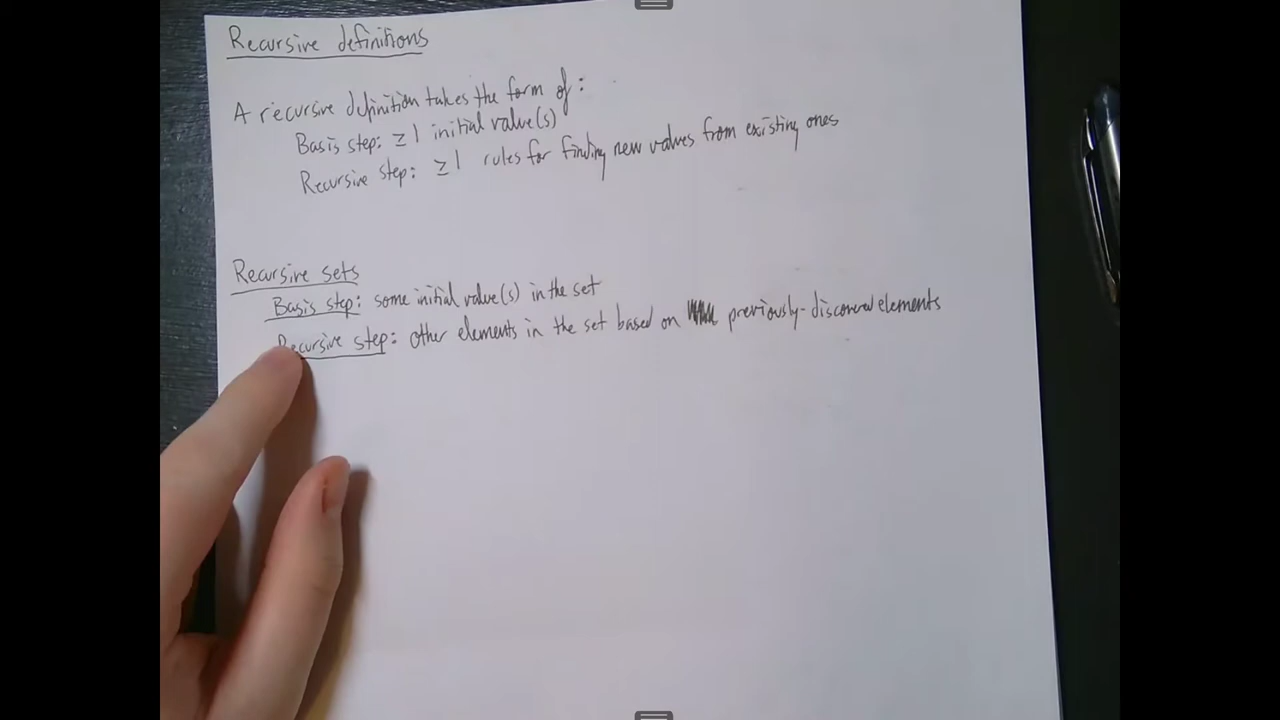 Recursive definitions
A recursive definition takes the form of:
Basis step: ≥1 initial value(s)
Recursive step: ≥1 rules for finding new values from existing ones
Recursive sets
Basis step: some initial value(s) in the set
Recursive step: other elements in the set based on previously-discovered elements